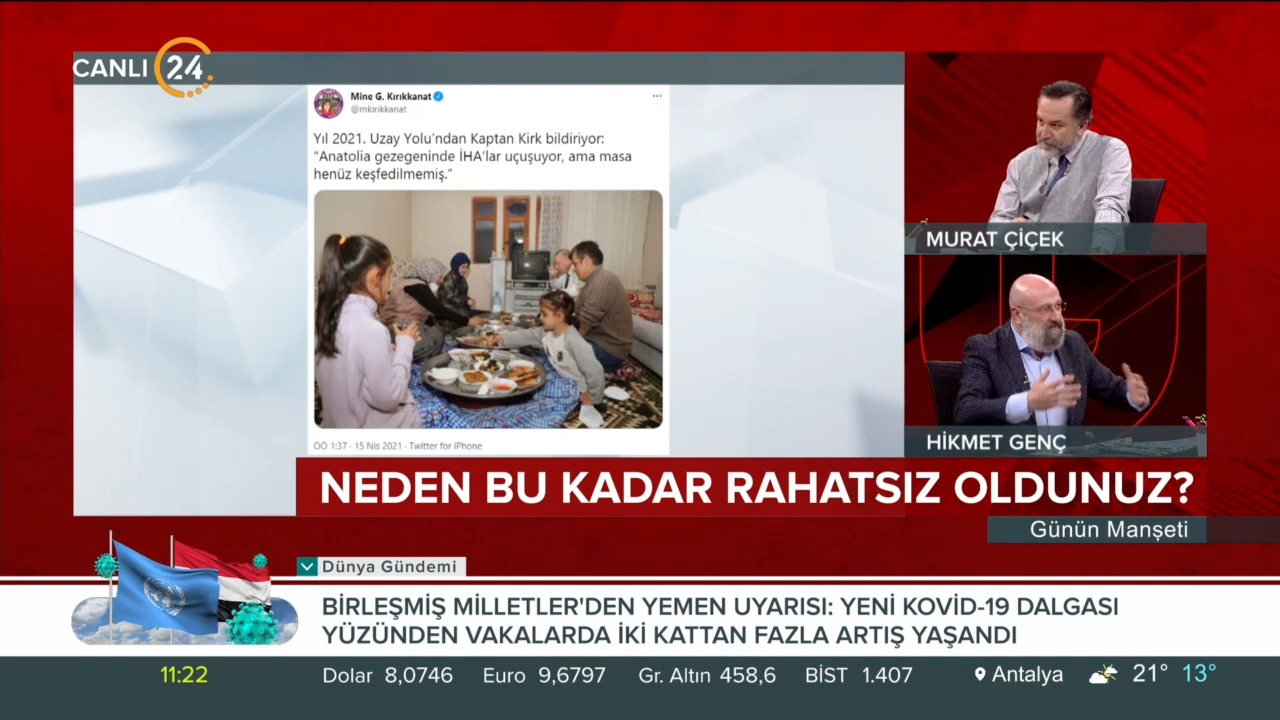 CANLI 24
Mine G. Kırıkkanat
@mkirikkanat
Yıl 2021. Uzay Yolu'ndan Kaptan Kirk bildiriyor:
"Anatolia gezegeninde İHA'lar uçuşuyor, ama masa
henüz keşfedilmemiş."
ÖÖ 1:37 · 15 Nis 2021 · Twitter for iPhone
MURAT ÇİÇEK
HİKMET GENÇ
NEDEN BU KADAR RAHATSIZ OLDUNUZ?
Günün Manşeti
Dünya Gündemi
BİRLEŞMİŞ MİLLETLER'DEN YEMEN UYARISI: YENİ KOVİD-19 DALGASI
YÜZÜNDEN VAKALARDA İKİ KATTAN FAZLA ARTIŞ YAŞANDI
11:22 Dolar 8,0746 Euro 9,6797 Gr. Altın 458,6 BİST 1.407 Antalya 21° 13°